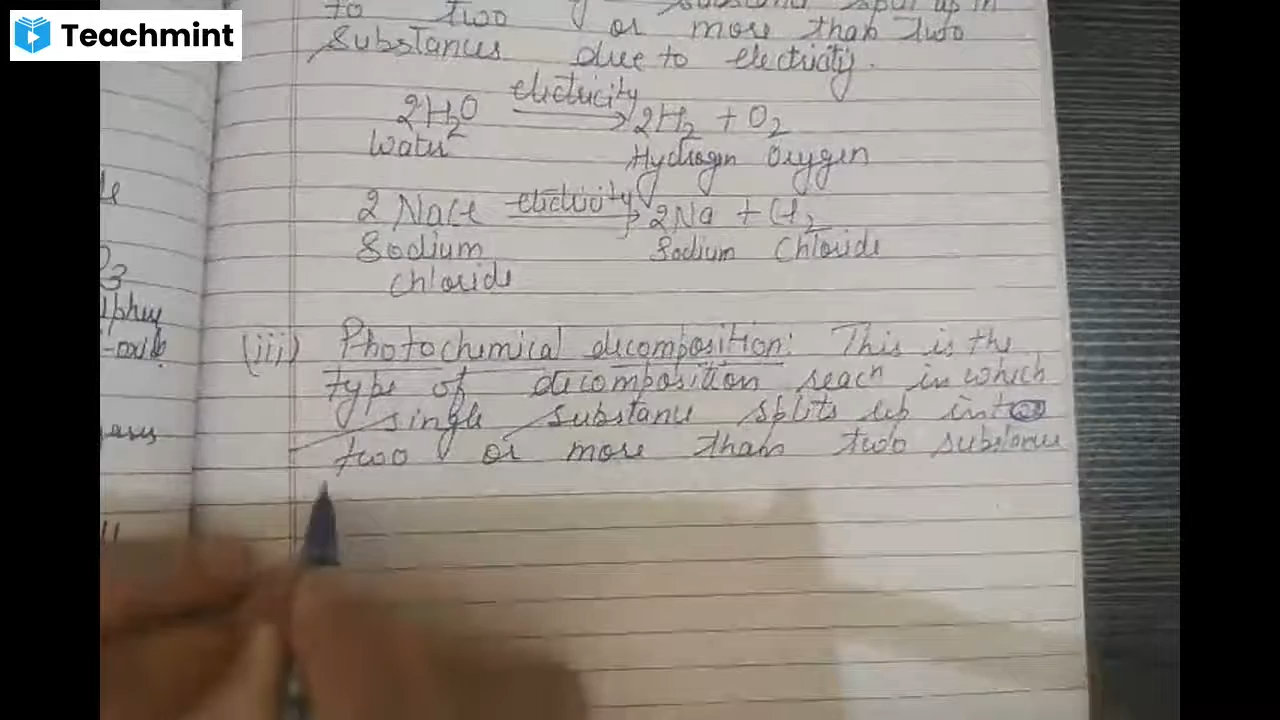 Teachmint
to two or more than two
substances due to electricity.
2H2O electricity 2H2 + O2
Water Hydrogen Oxygen
2 NaCl electricity 2Na + Cl2
Sodium Sodium Chloride
chloride
(iii) Photochemical decomposition: This is the
type of decomposition reacn in which
single substance splits up into
two or more than two substance